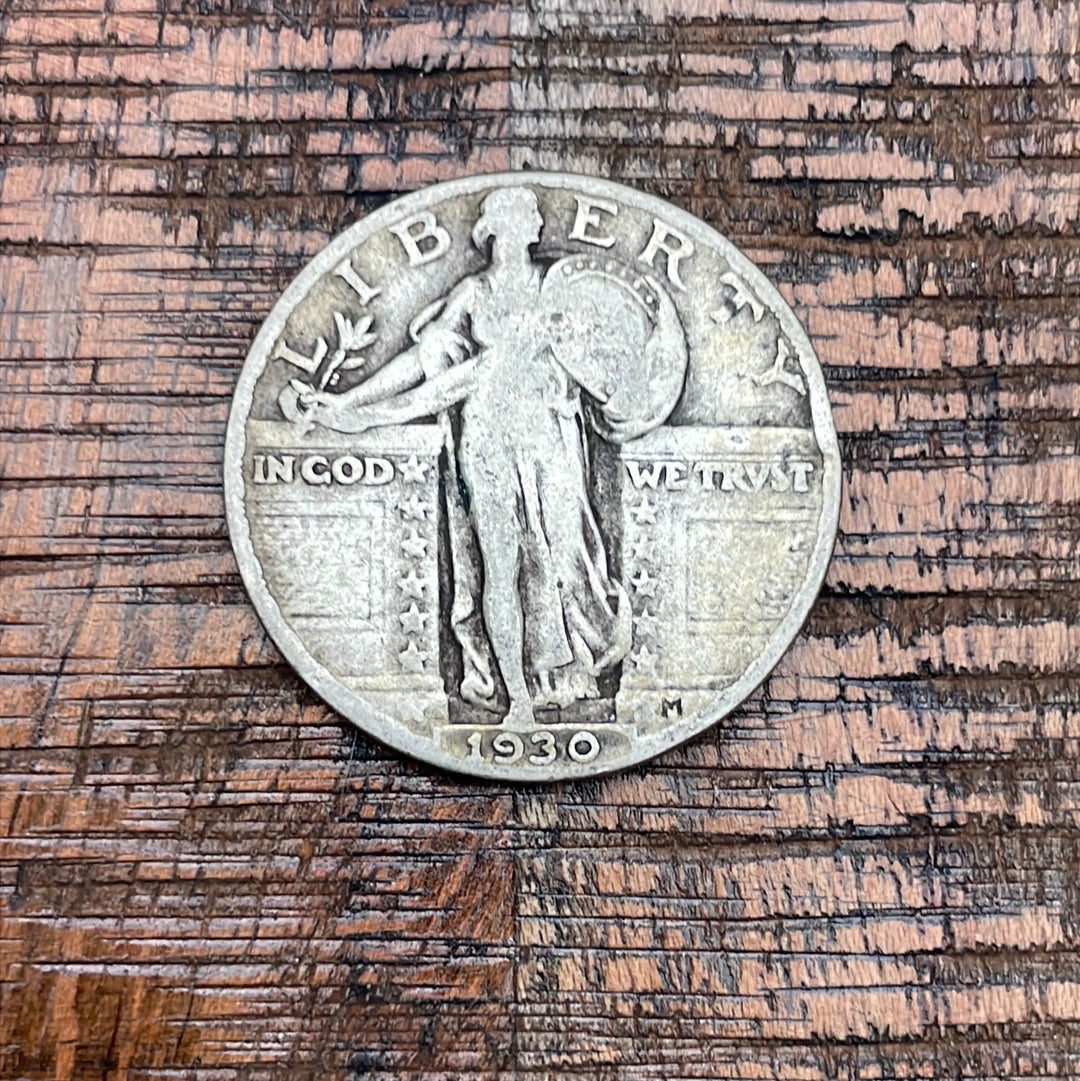 LIBERTY
IN GOD WE TRVST
M
1930